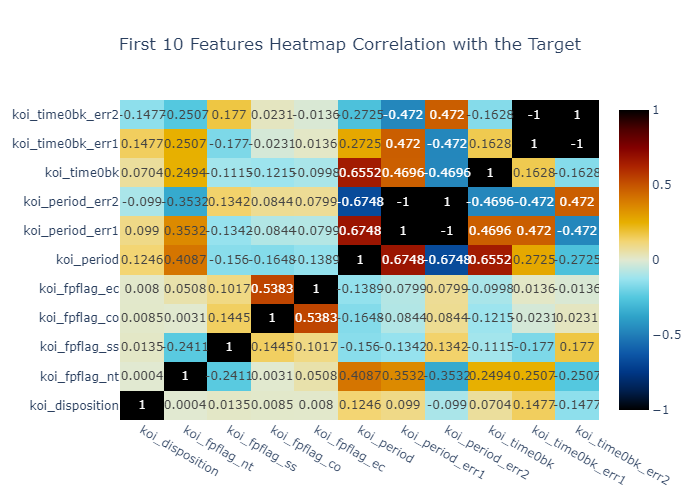 First 10 Features Heatmap Correlation with the Target
koi_time0bk_err2 -0.1477 -0.2507 0.177 0.0231 -0.0136 -0.2725 -0.472 0.472 -0.1628 -1 1
koi_time0bk_err1 0.1477 0.2507 -0.177 -0.0231 0.0136 0.2725 0.472 -0.472 0.1628 1 -1
koi_time0bk 0.0704 0.2494 -0.1115 -0.1215 -0.0998 0.6552 0.4696 -0.4696 1 0.1628 -0.1628
koi_period_err2 -0.099 -0.3532 0.1342 0.0844 0.0799 -0.6748 -1 1 -0.4696 -0.472 0.472
koi_period_err1 0.099 0.3532 -0.1342 -0.0844 -0.0799 0.6748 1 -1 0.4696 0.472 -0.472
koi_period 0.1246 0.4087 -0.156 -0.1648 -0.1389 1 0.6748 -0.6748 0.6552 0.2725 -0.2725
koi_fpflag_ec 0.008 0.0508 0.1017 0.5383 1 -0.1389 -0.0799 0.0799 -0.0998 0.0136 -0.0136
koi_fpflag_co 0.0085 0.0031 0.1445 1 0.5383 -0.1648 -0.0844 0.0844 -0.1215 -0.0231 0.0231
koi_fpflag_ss 0.0135 -0.2411 1 0.1445 0.1017 -0.156 -0.1342 0.1342 -0.1115 -0.177 0.177
koi_fpflag_nt 0.0004 1 -0.2411 0.0031 0.0508 0.4087 0.3532 -0.3532 0.2494 0.2507 -0.2507
koi_disposition 1 0.0004 0.0135 0.0085 0.008 0.1246 0.099 -0.099 0.0704 0.1477 -0.1477
koi_disposition
koi_fpflag_nt
koi_fpflag_ss
koi_fpflag_co
koi_fpflag_ec
koi_period
koi_period_err1
koi_period_err2
koi_time0bk
koi_time0bk_err1
koi_time0bk_err2
1
0.5
0
−0.5
−1